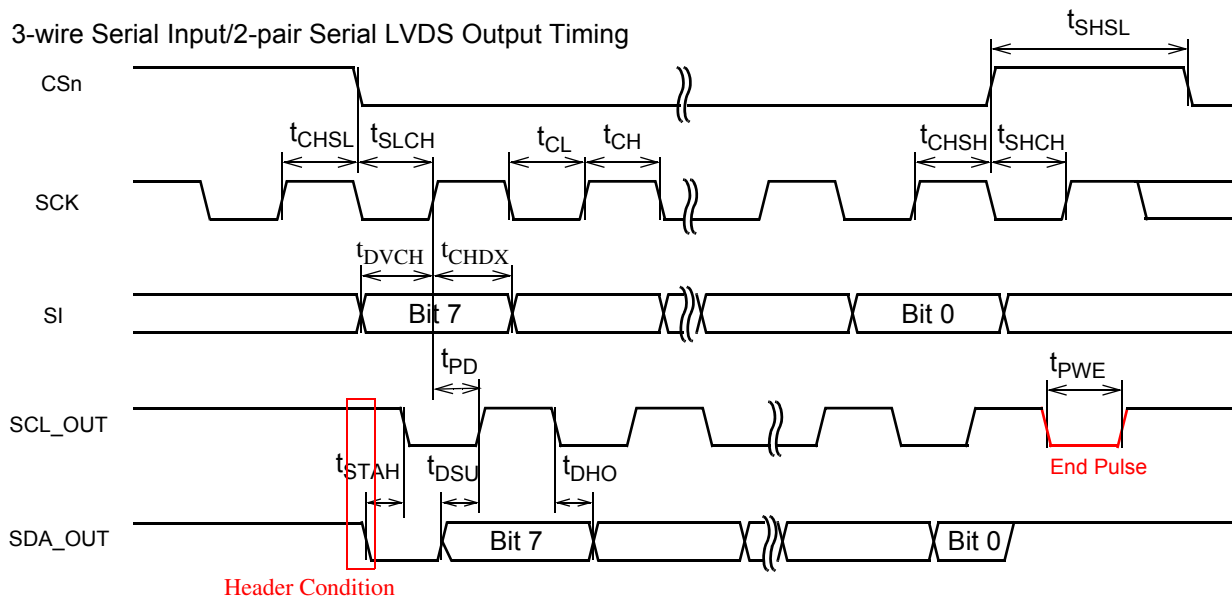 3-wire Serial Input/2-pair Serial LVDS Output Timing
tSHSL
CSn
tCHSL tSLCH tCL tCH tCHSH tSHCH
SCK
tDVCH tCHDX
SI Bit 7 Bit 0
tPD tPWE
SCL_OUT
End Pulse
tSTAH tDSU tDHO
SDA_OUT Bit 7 Bit 0
Header Condition